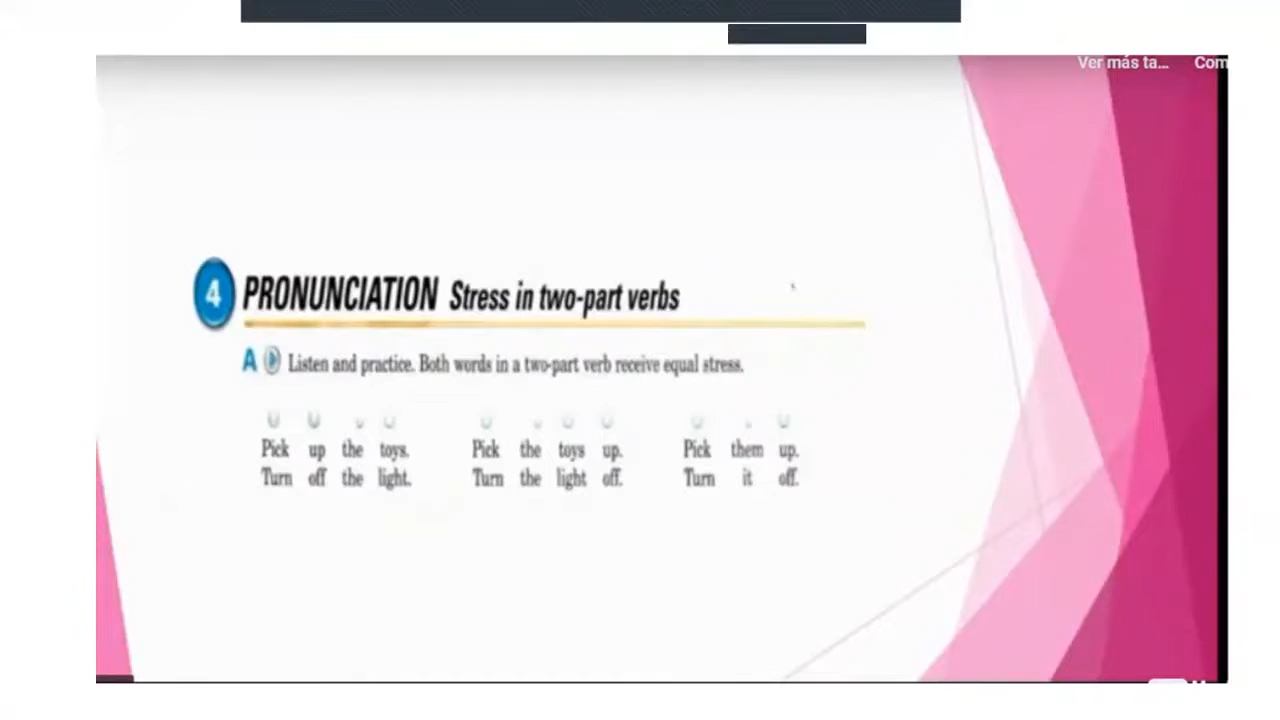 Ver más ta... Com
4 PRONUNCIATION Stress in two-part verbs
A Listen and practice. Both words in a two-part verb receive equal stress.
Pick up the toys. Pick the toys up. Pick them up.
Turn off the light. Turn the light off. Turn it off.